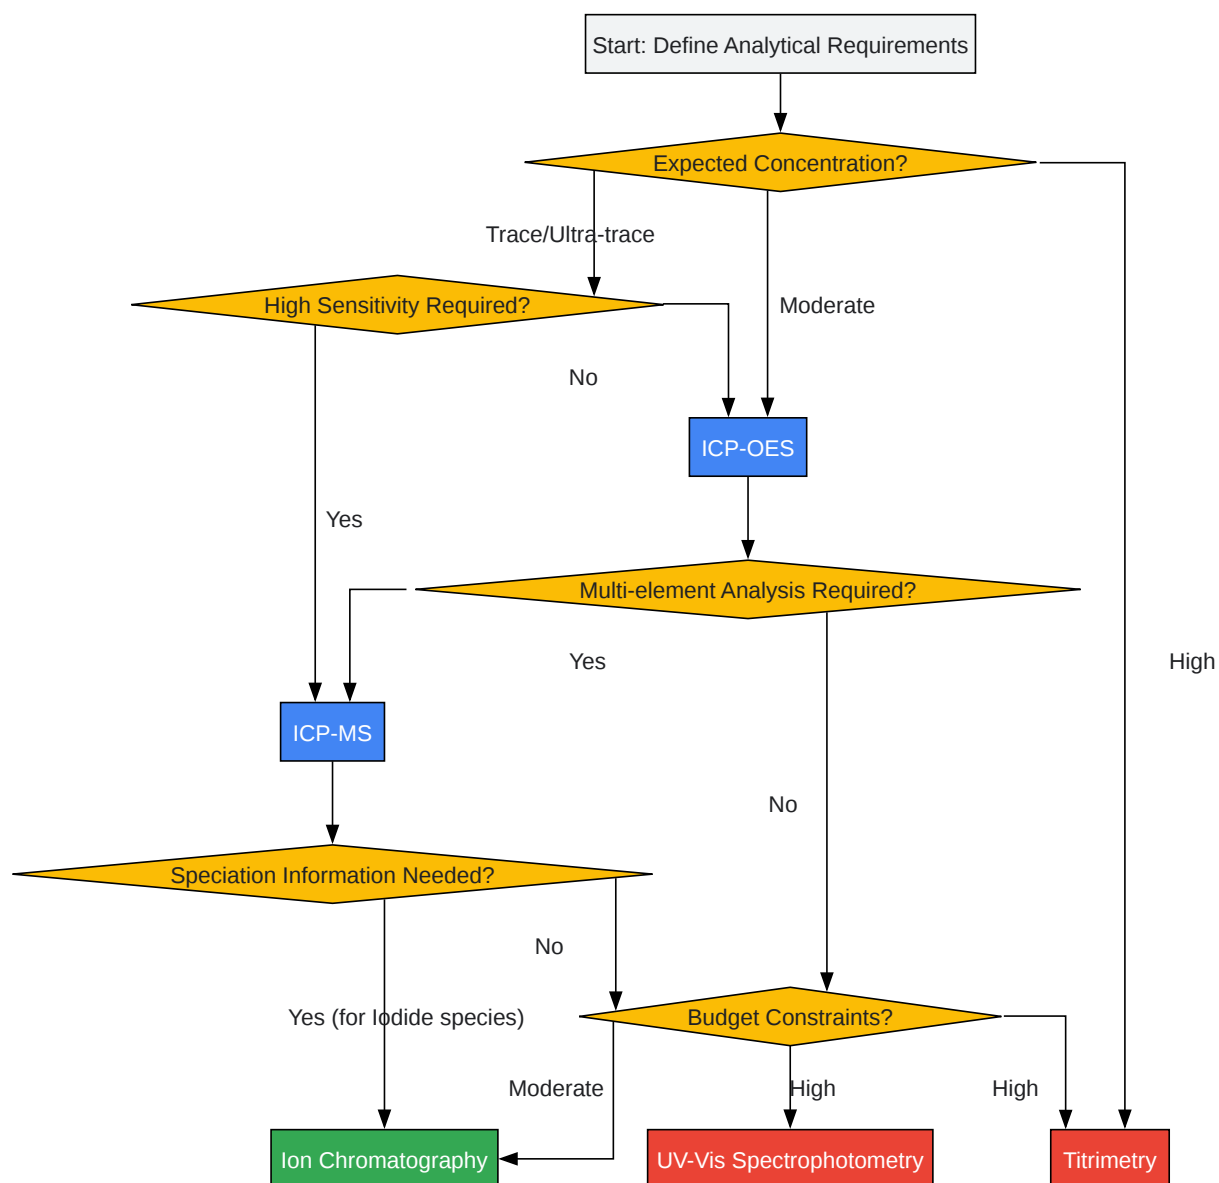 Start: Define Analytical Requirements
Expected Concentration?
Trace/Ultra-trace
High Sensitivity Required?
Moderate
No
ICP-OES
Yes
Multi-element Analysis Required?
Yes
High
ICP-MS
No
Speciation Information Needed?
No
Yes (for Iodide species)
Budget Constraints?
Moderate
High
High
Ion Chromatography
UV-Vis Spectrophotometry
Titrimetry